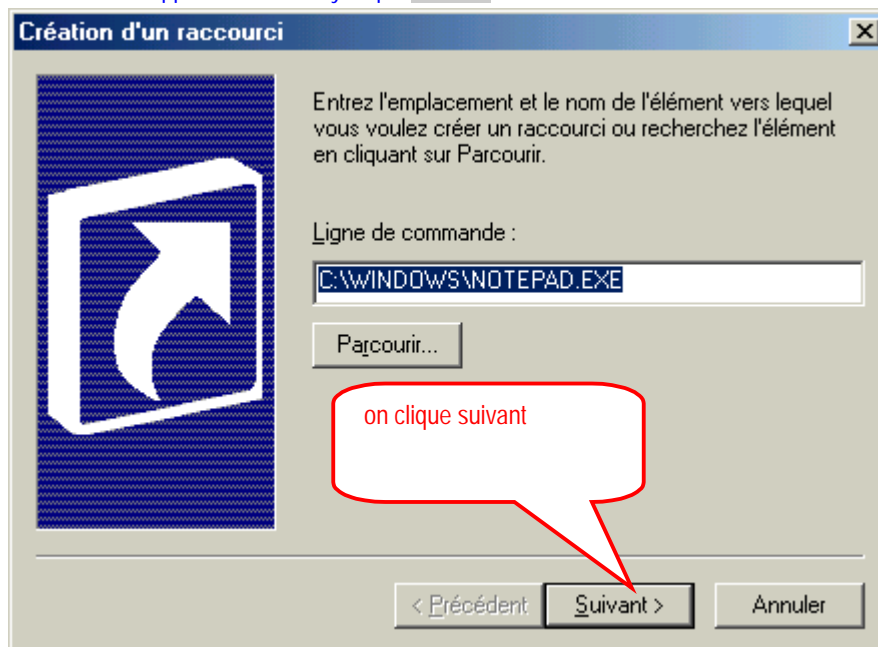 Création d'un raccourci
Entrez l'emplacement et le nom de l'élément vers lequel
vous voulez créer un raccourci ou recherchez l'élément
en cliquant sur Parcourir.
Ligne de commande :
C:\WINDOWS\NOTEPAD.EXE
Parcourir...
on clique suivant
< Précédent
Suivant >
Annuler